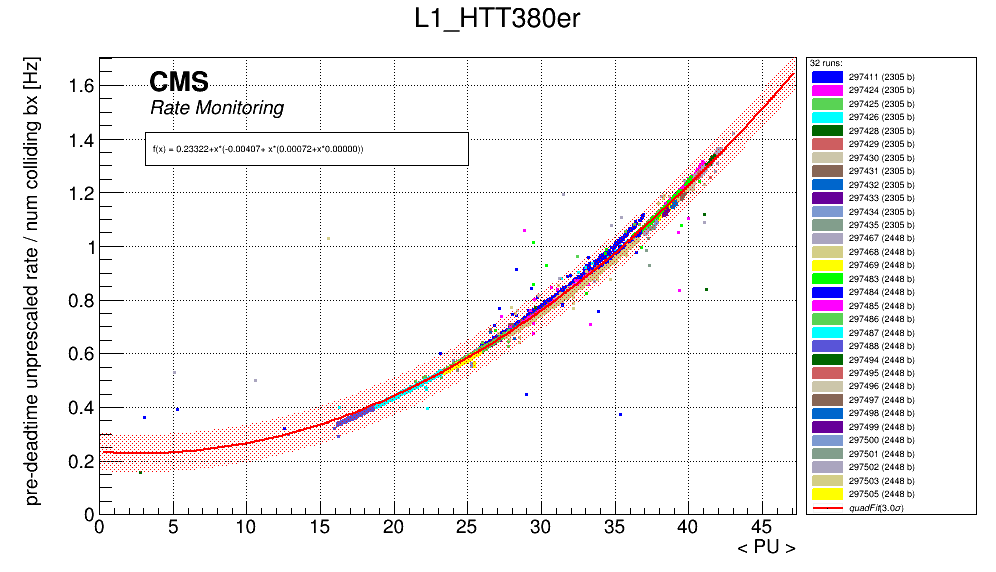 L1_HTT380er
pre-deadtime unprescaled rate / num colliding bx [Hz]
CMS
Rate Monitoring
f(x) = 0.23322+x*(-0.00407+ x*(0.00072+x*0.00000))
1.6
1.4
1.2
1
0.8
0.6
0.4
0.2
0
0 5 10 15 20 25 30 35 40 45
< PU >
32 runs:
297411 (2305 b)
297424 (2305 b)
297425 (2305 b)
297426 (2305 b)
297428 (2305 b)
297429 (2305 b)
297430 (2305 b)
297431 (2305 b)
297432 (2305 b)
297433 (2305 b)
297434 (2305 b)
297435 (2305 b)
297467 (2448 b)
297468 (2448 b)
297469 (2448 b)
297483 (2448 b)
297484 (2448 b)
297485 (2448 b)
297486 (2448 b)
297487 (2448 b)
297488 (2448 b)
297494 (2448 b)
297495 (2448 b)
297496 (2448 b)
297497 (2448 b)
297498 (2448 b)
297499 (2448 b)
297500 (2448 b)
297501 (2448 b)
297502 (2448 b)
297503 (2448 b)
297505 (2448 b)
quadFit(3.0σ)